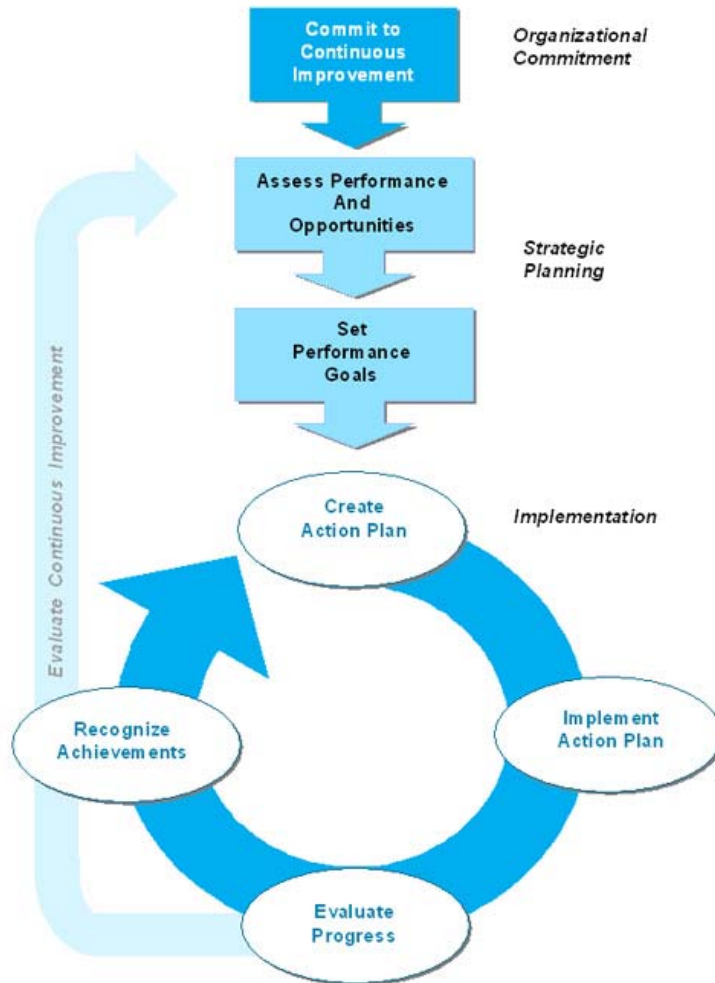 Commit to
Continuous
Improvement
Organizational
Commitment
Assess Performance
And
Opportunities
Strategic
Planning
Set
Performance
Goals
Evaluate Continuous Improvement
Create
Action Plan
Implementation
Recognize
Achievements
Implement
Action Plan
Evaluate
Progress